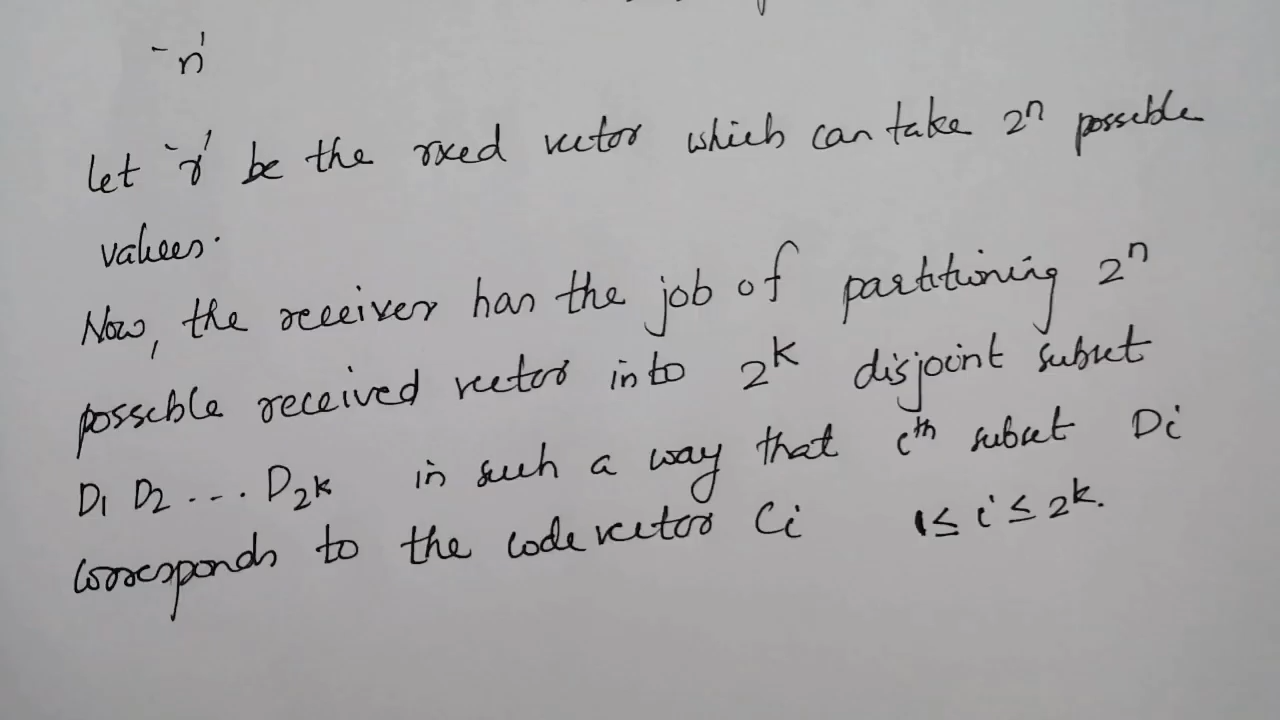 let 'r' be the rxed vector which can take 2ⁿ possible
values.
Now, the receiver has the job of partitioning 2ⁿ
possible received vector into 2ᵏ disjoint subset
D₁ D₂ ... D₂ₖ in such a way that iᵗʰ subset Di
corresponds to the code vector Ci 1 ≤ i ≤ 2ᵏ.